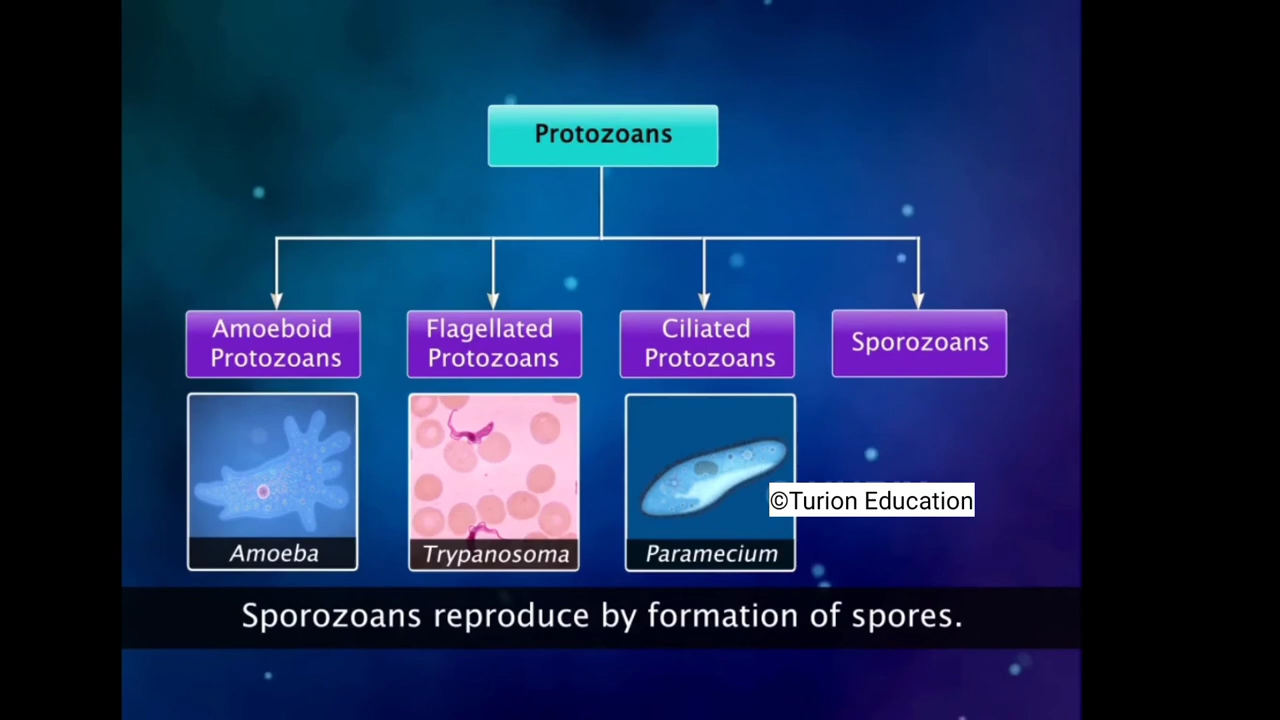 Protozoans
Amoeboid
Protozoans
Flagellated
Protozoans
Ciliated
Protozoans
Sporozoans
Amoeba
Trypanosoma
Paramecium
©Turion Education
Sporozoans reproduce by formation of spores.